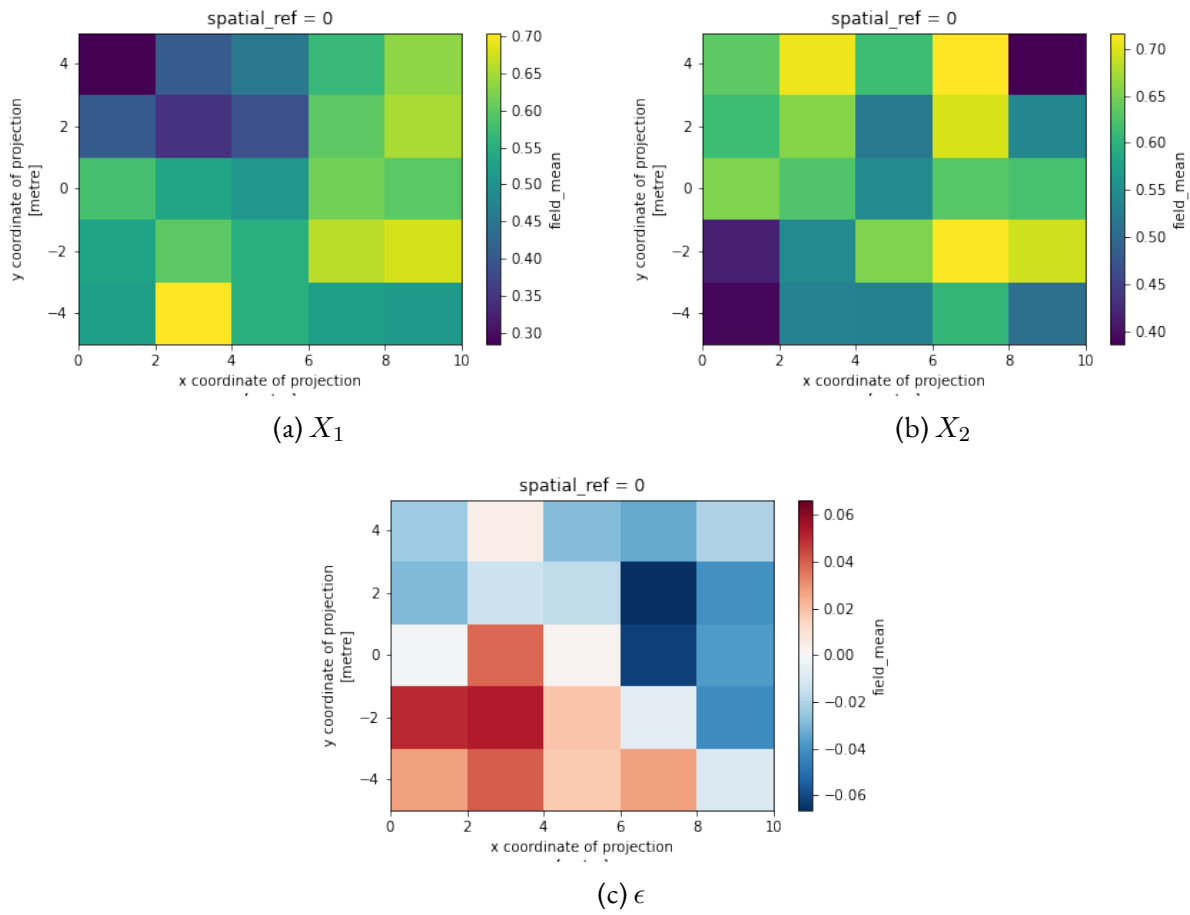 spatial_ref = 0
4
2
0
−2
−4
y coordinate of projection
[metre]
0 2 4 6 8 10
x coordinate of projection
0.70
0.65
0.60
0.55
0.50
0.45
0.40
0.35
0.30
field_mean
(a) X₁
spatial_ref = 0
4
2
0
−2
−4
y coordinate of projection
[metre]
0 2 4 6 8 10
x coordinate of projection
0.70
0.65
0.60
0.55
0.50
0.45
0.40
field_mean
(b) X₂
spatial_ref = 0
4
2
0
−2
−4
y coordinate of projection
[metre]
0 2 4 6 8 10
x coordinate of projection
0.06
0.04
0.02
0.00
−0.02
−0.04
−0.06
field_mean
(c) ϵ